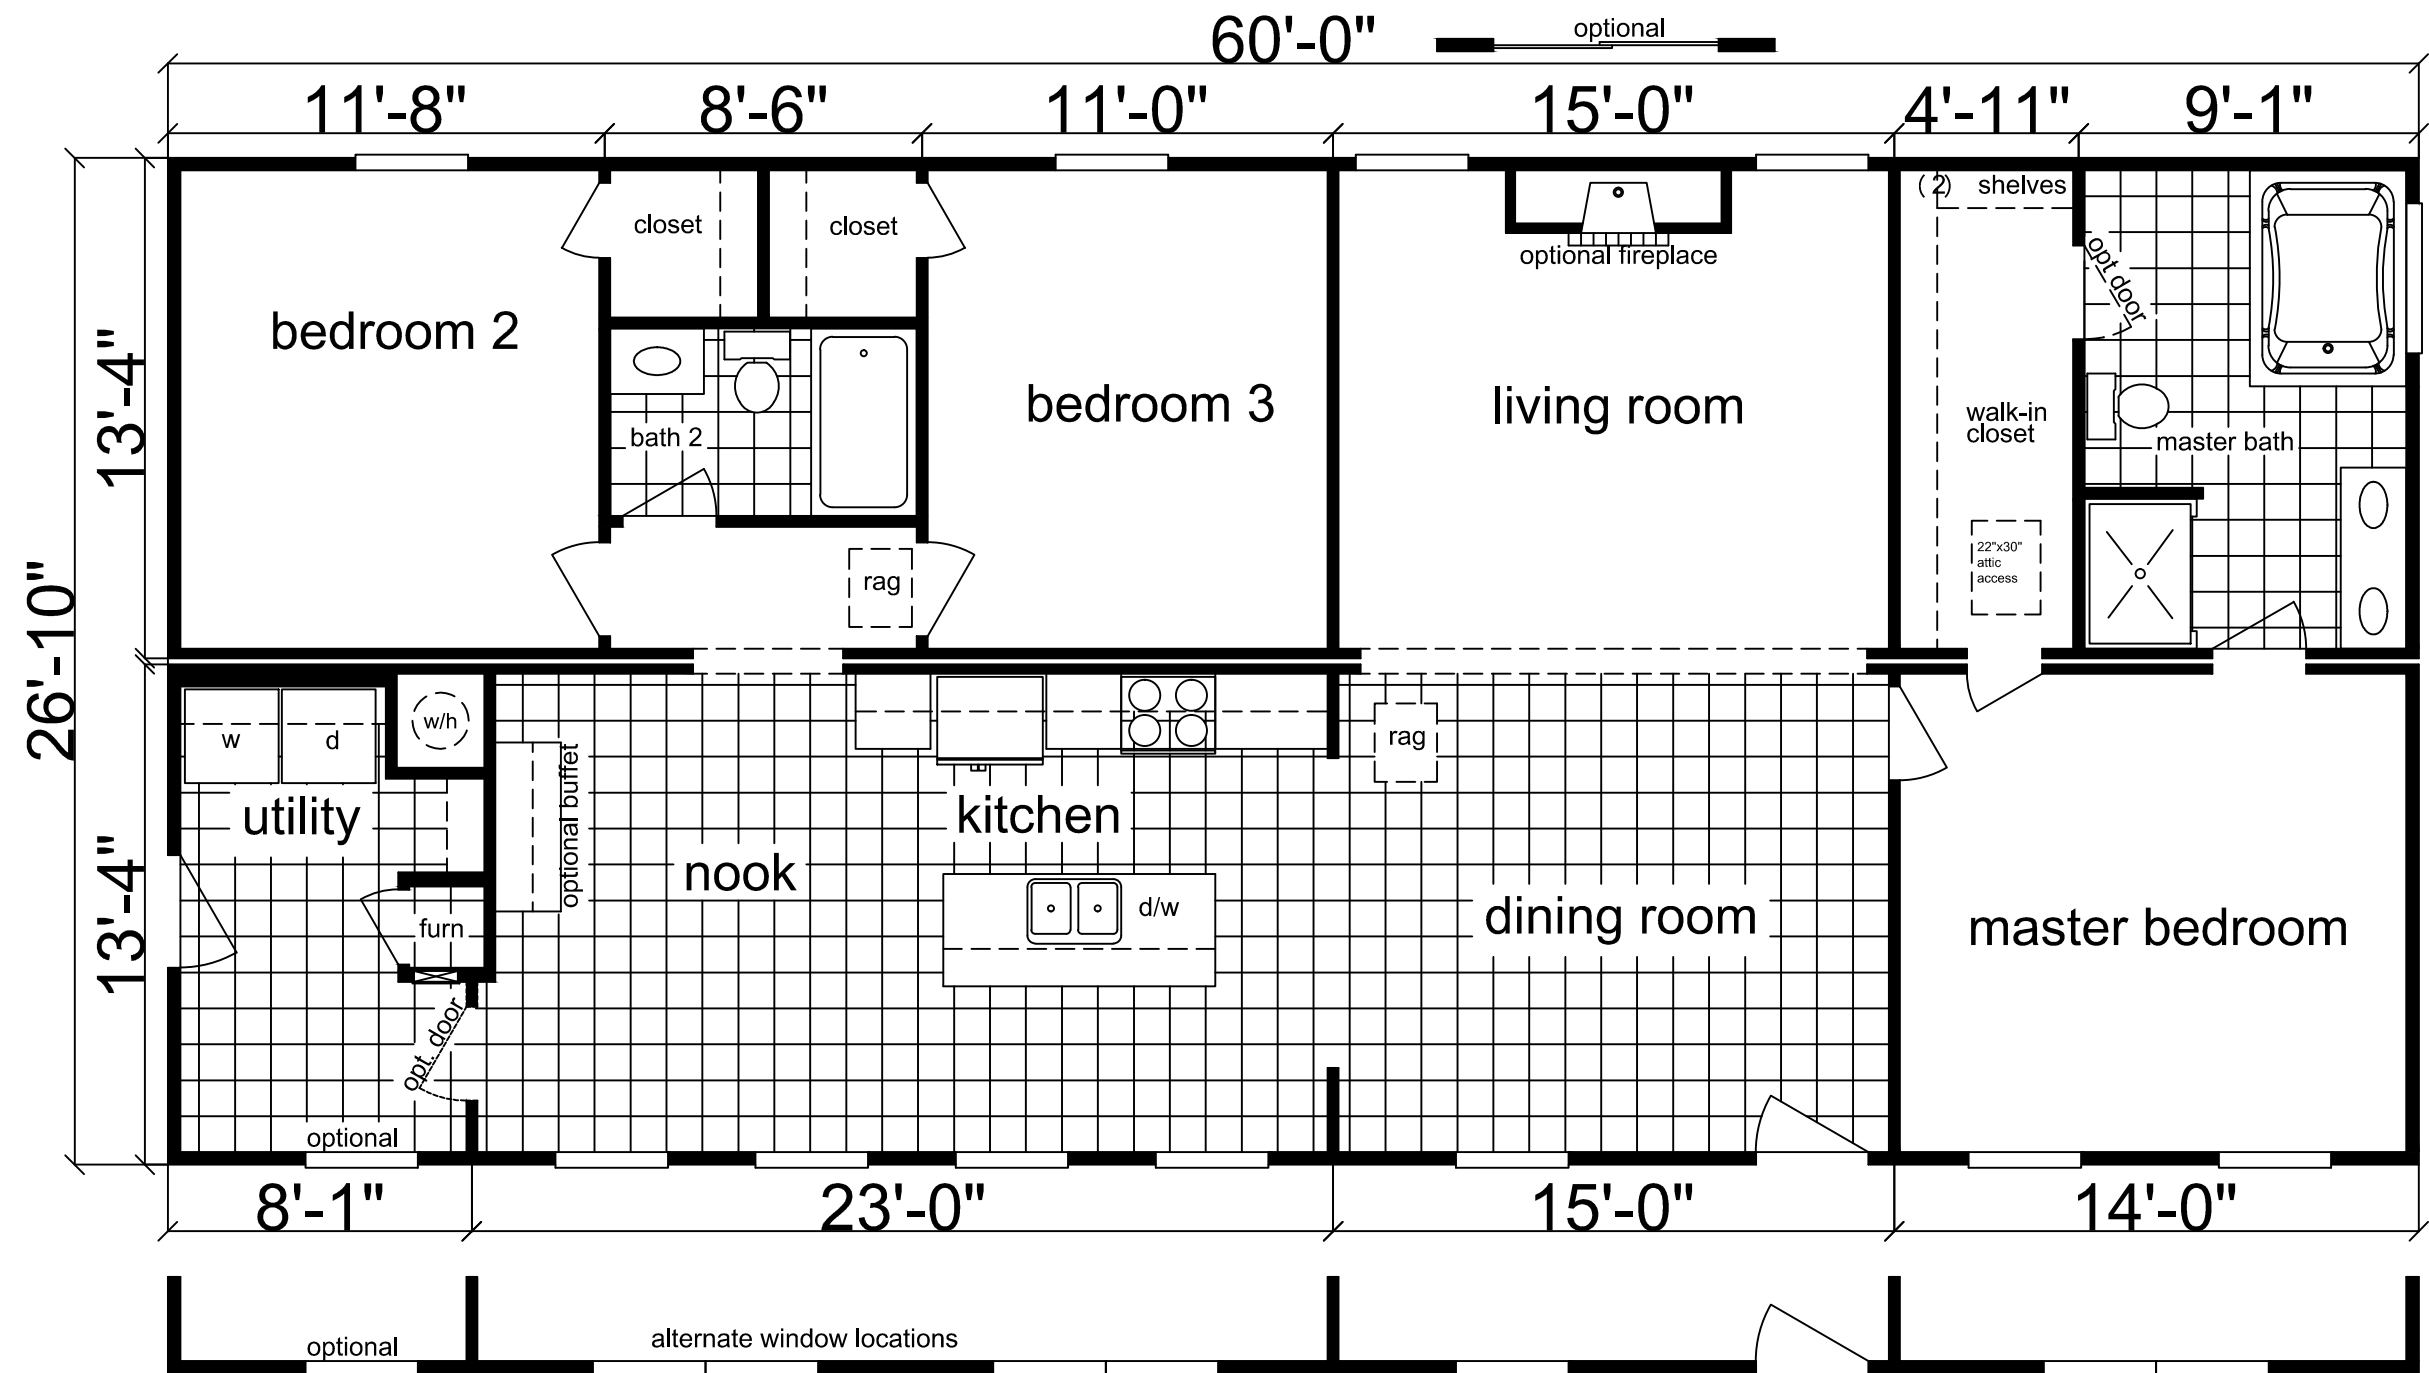 60'-0"
optional
11'-8"
8'-6"
11'-0"
15'-0"
4'-11"
9'-1"
closet
closet
(2) shelves
opt door
optional fireplace
bedroom 2
bedroom 3
living room
walk-in
closet
bath 2
master bath
13'-4"
22"x30"
attic
access
rag
26'-10"
w
d
w/h
optional buffet
rag
utility
kitchen
nook
d/w
dining room
master bedroom
furn
13'-4"
opt. door
optional
8'-1"
23'-0"
15'-0"
14'-0"
optional
alternate window locations